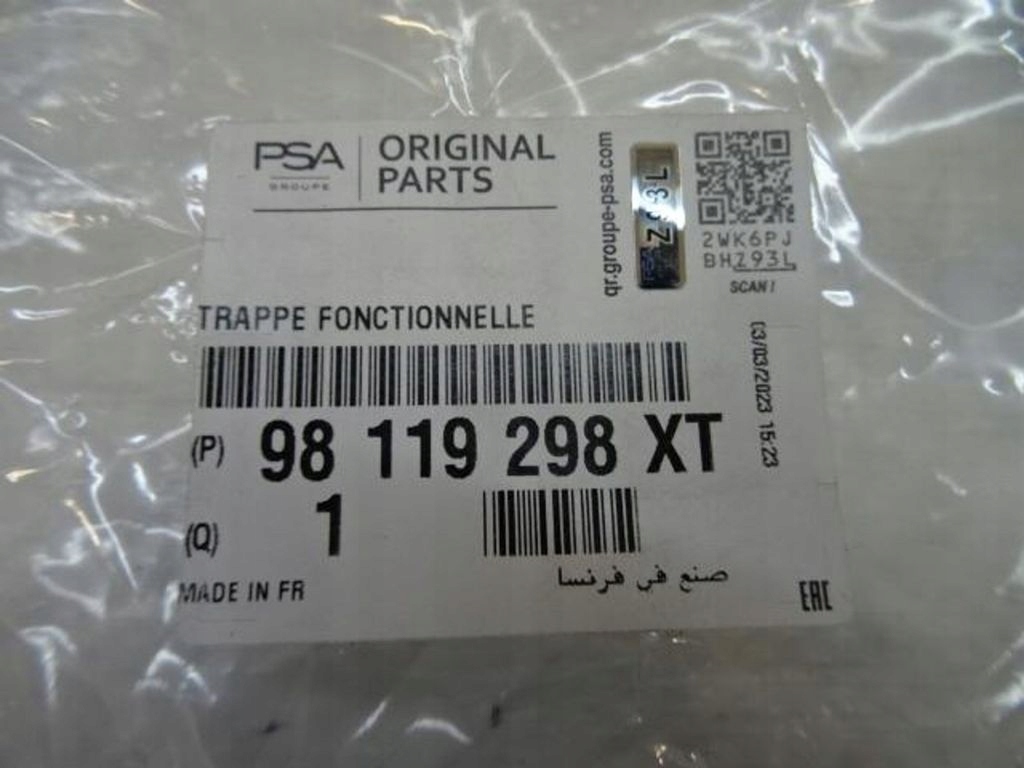 PSA
GROUPE
ORIGINAL
PARTS
qr.groupe-psa.com
Z93L
2WK6PJ
BHZ93L
SCAN!
TRAPPE FONCTIONNELLE
03/03/2023 15:23
(P) 98 119 298 XT
(Q) 1
MADE IN FR
صنع في فرنسا
EAC